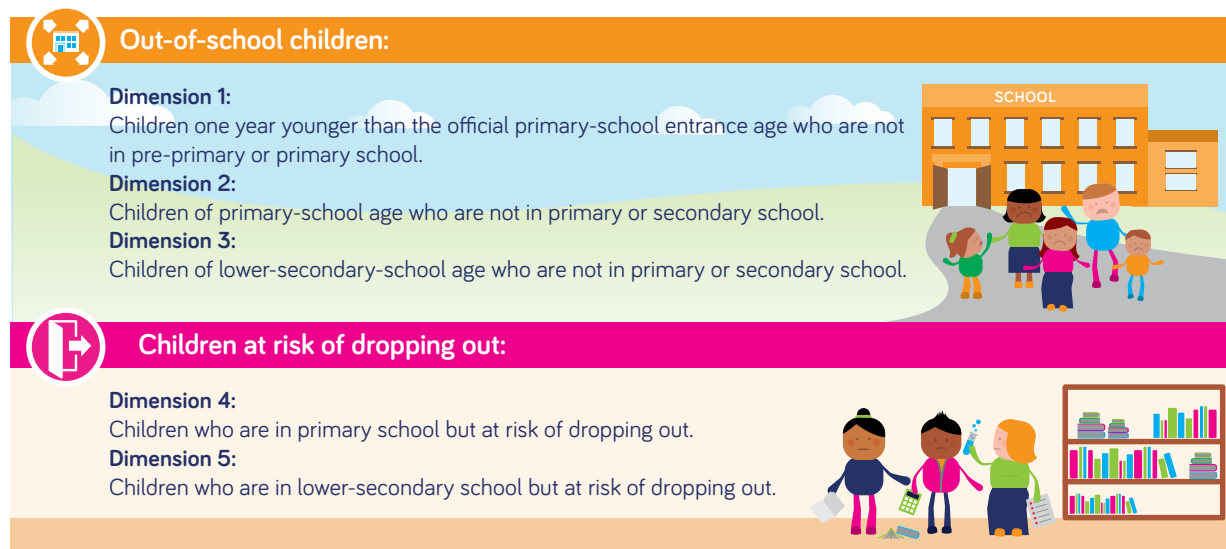 Out-of-school children:
Dimension 1:
Children one year younger than the official primary-school entrance age who are not
in pre-primary or primary school.
Dimension 2:
Children of primary-school age who are not in primary or secondary school.
Dimension 3:
Children of lower-secondary-school age who are not in primary or secondary school.
SCHOOL
Children at risk of dropping out:
Dimension 4:
Children who are in primary school but at risk of dropping out.
Dimension 5:
Children who are in lower-secondary school but at risk of dropping out.